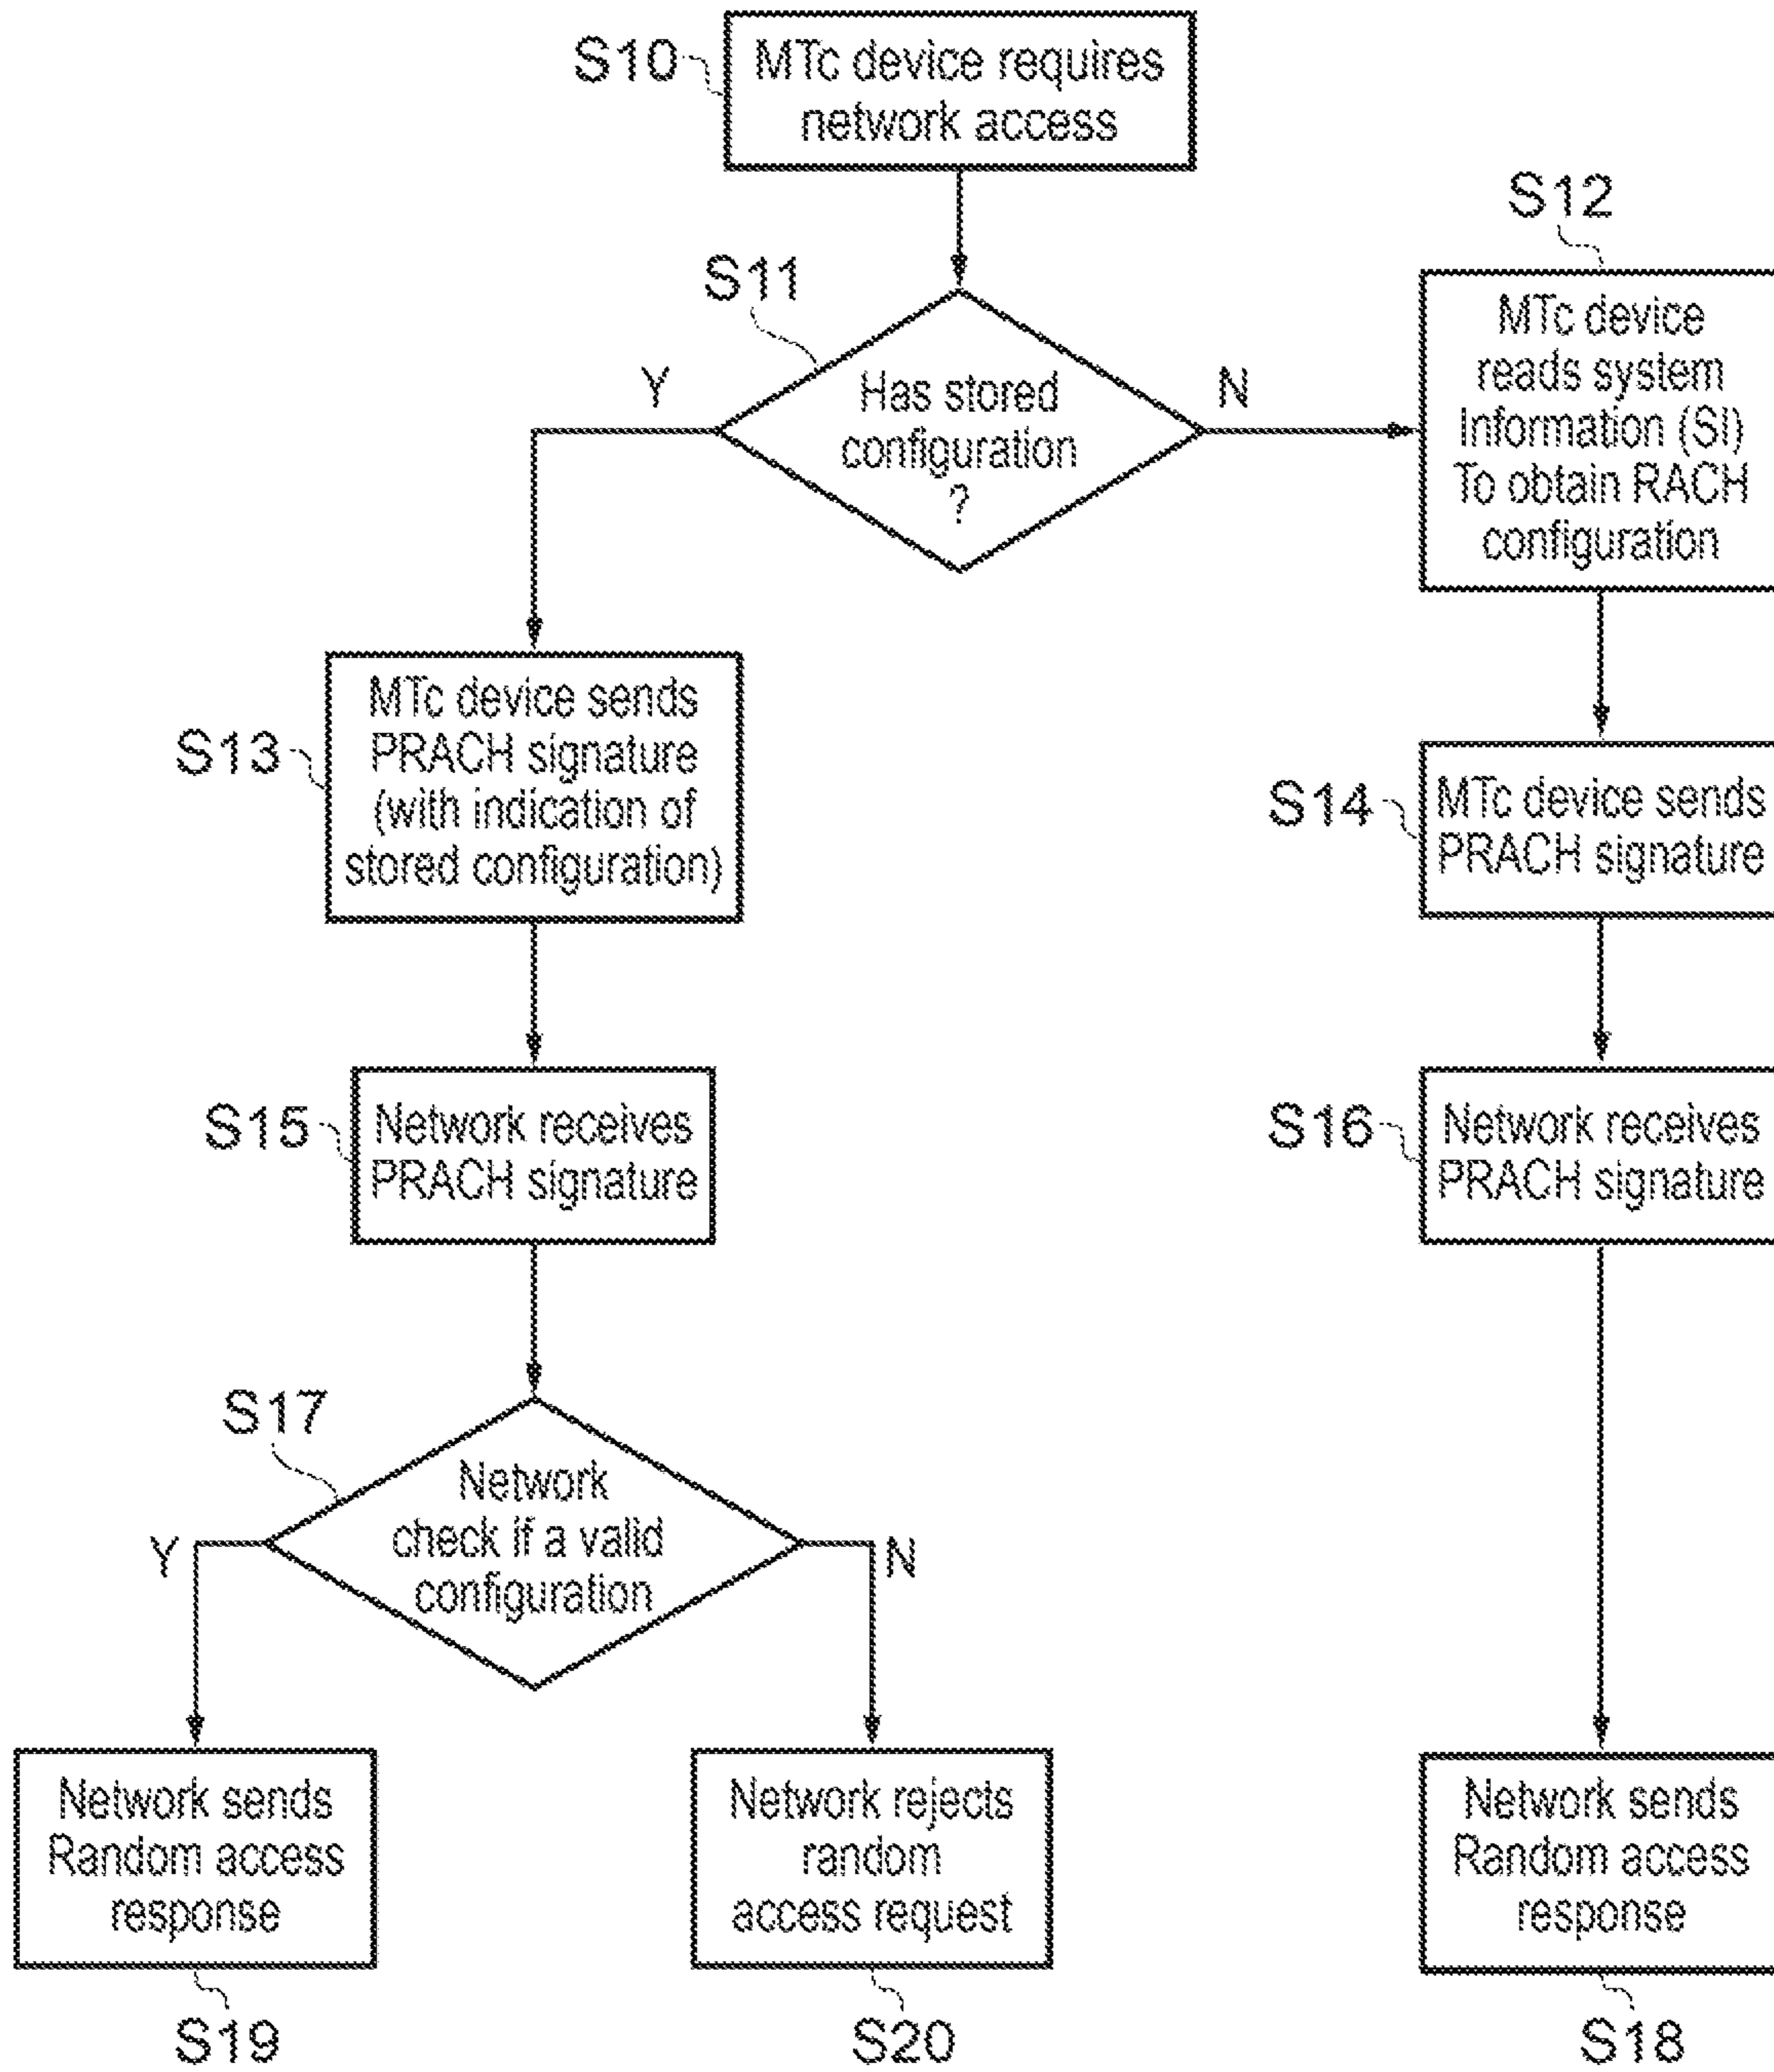 S10
MTc device requires
network access
S12
S11
MTc device
reads system
Information (SI)
To obtain RACH
configuration
Y
Has stored
configuration
?
N
S13
MTc device sends
PRACH signature
(with indication of
stored configuration)
S14
MTc device sends
PRACH signature
S15
Network receives
PRACH signature
S16
Network receives
PRACH signature
S17
Network
check if a valid
configuration
Y
N
Network sends
Random access
response
Network rejects
random
access request
Network sends
Random access
response
S19
S20
S18